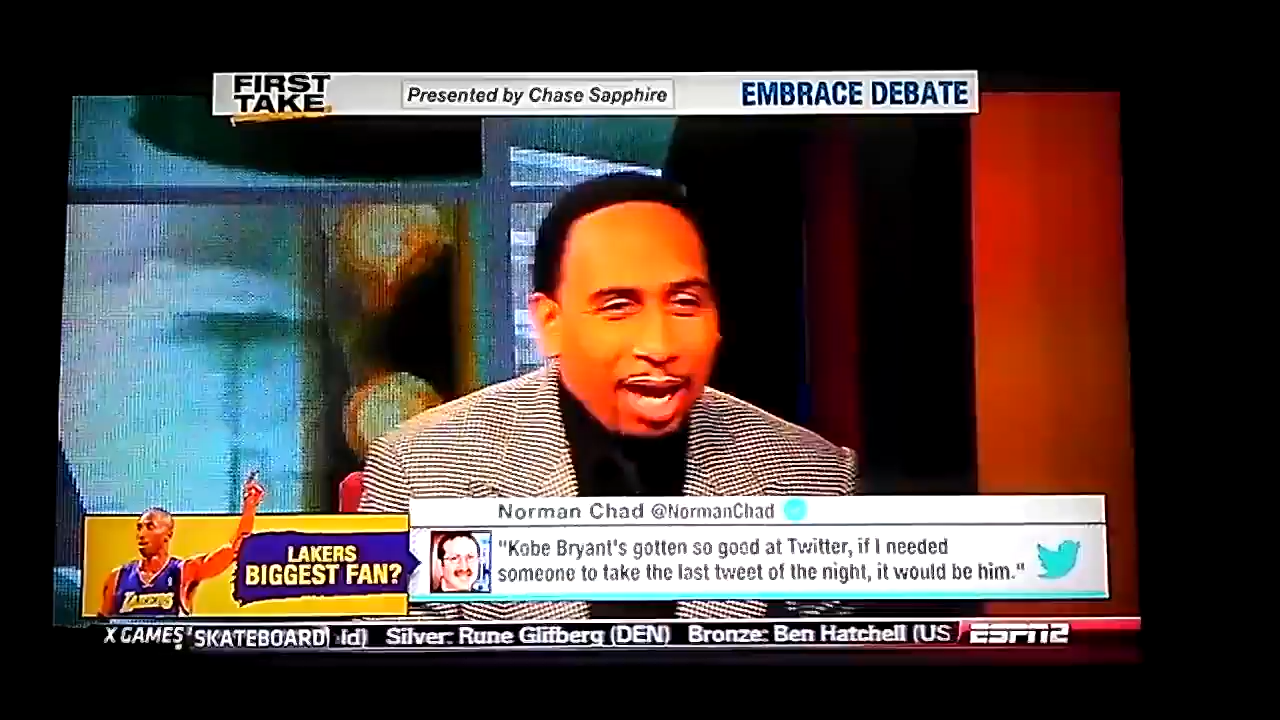 FIRST
TAKE.
Presented by Chase Sapphire
EMBRACE DEBATE
Norman Chad @NormanChad
LAKERS
BIGGEST FAN?
"Kobe Bryant's gotten so good at Twitter, if I needed
someone to take the last tweet of the night, it would be him."
LAKERS
X GAMES SKATEBOARD ld) Silver: Rune Glifberg (DEN) Bronze: Ben Hatchell (US ESPN2